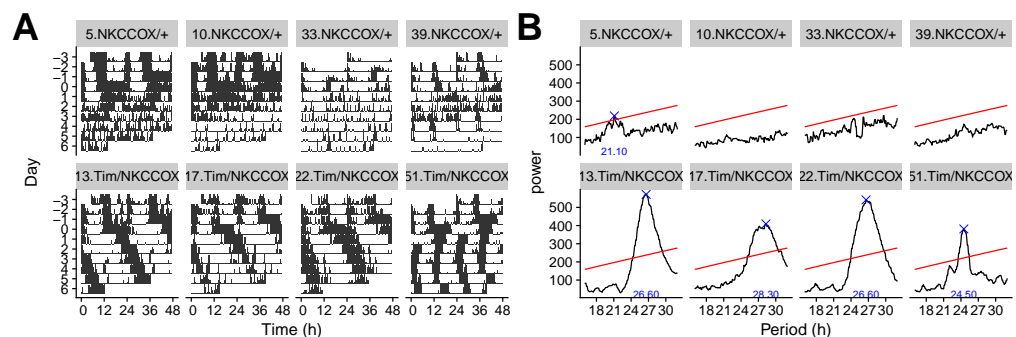 A
5.NKCCOX/+ 10.NKCCOX/+ 33.NKCCOX/+ 39.NKCCOX/+
−3
−2
−1
0
1
2
3
4
5
6
Day
13.Tim/NKCCOX 17.Tim/NKCCOX 22.Tim/NKCCOX 51.Tim/NKCCOX
−3
−2
−1
0
1
2
3
4
5
6
0 12 24 36 48 0 12 24 36 48 0 12 24 36 48 0 12 24 36 48
Time (h)
B
5.NKCCOX/+ 10.NKCCOX/+ 33.NKCCOX/+ 39.NKCCOX/+
500
400
300
200
100
21.10
power
13.Tim/NKCCOX 17.Tim/NKCCOX 22.Tim/NKCCOX 51.Tim/NKCCOX
500
400
300
200
100
26.60 28.30 26.60 24.50
18 21 24 27 30 18 21 24 27 30 18 21 24 27 30 18 21 24 27 30
Period (h)